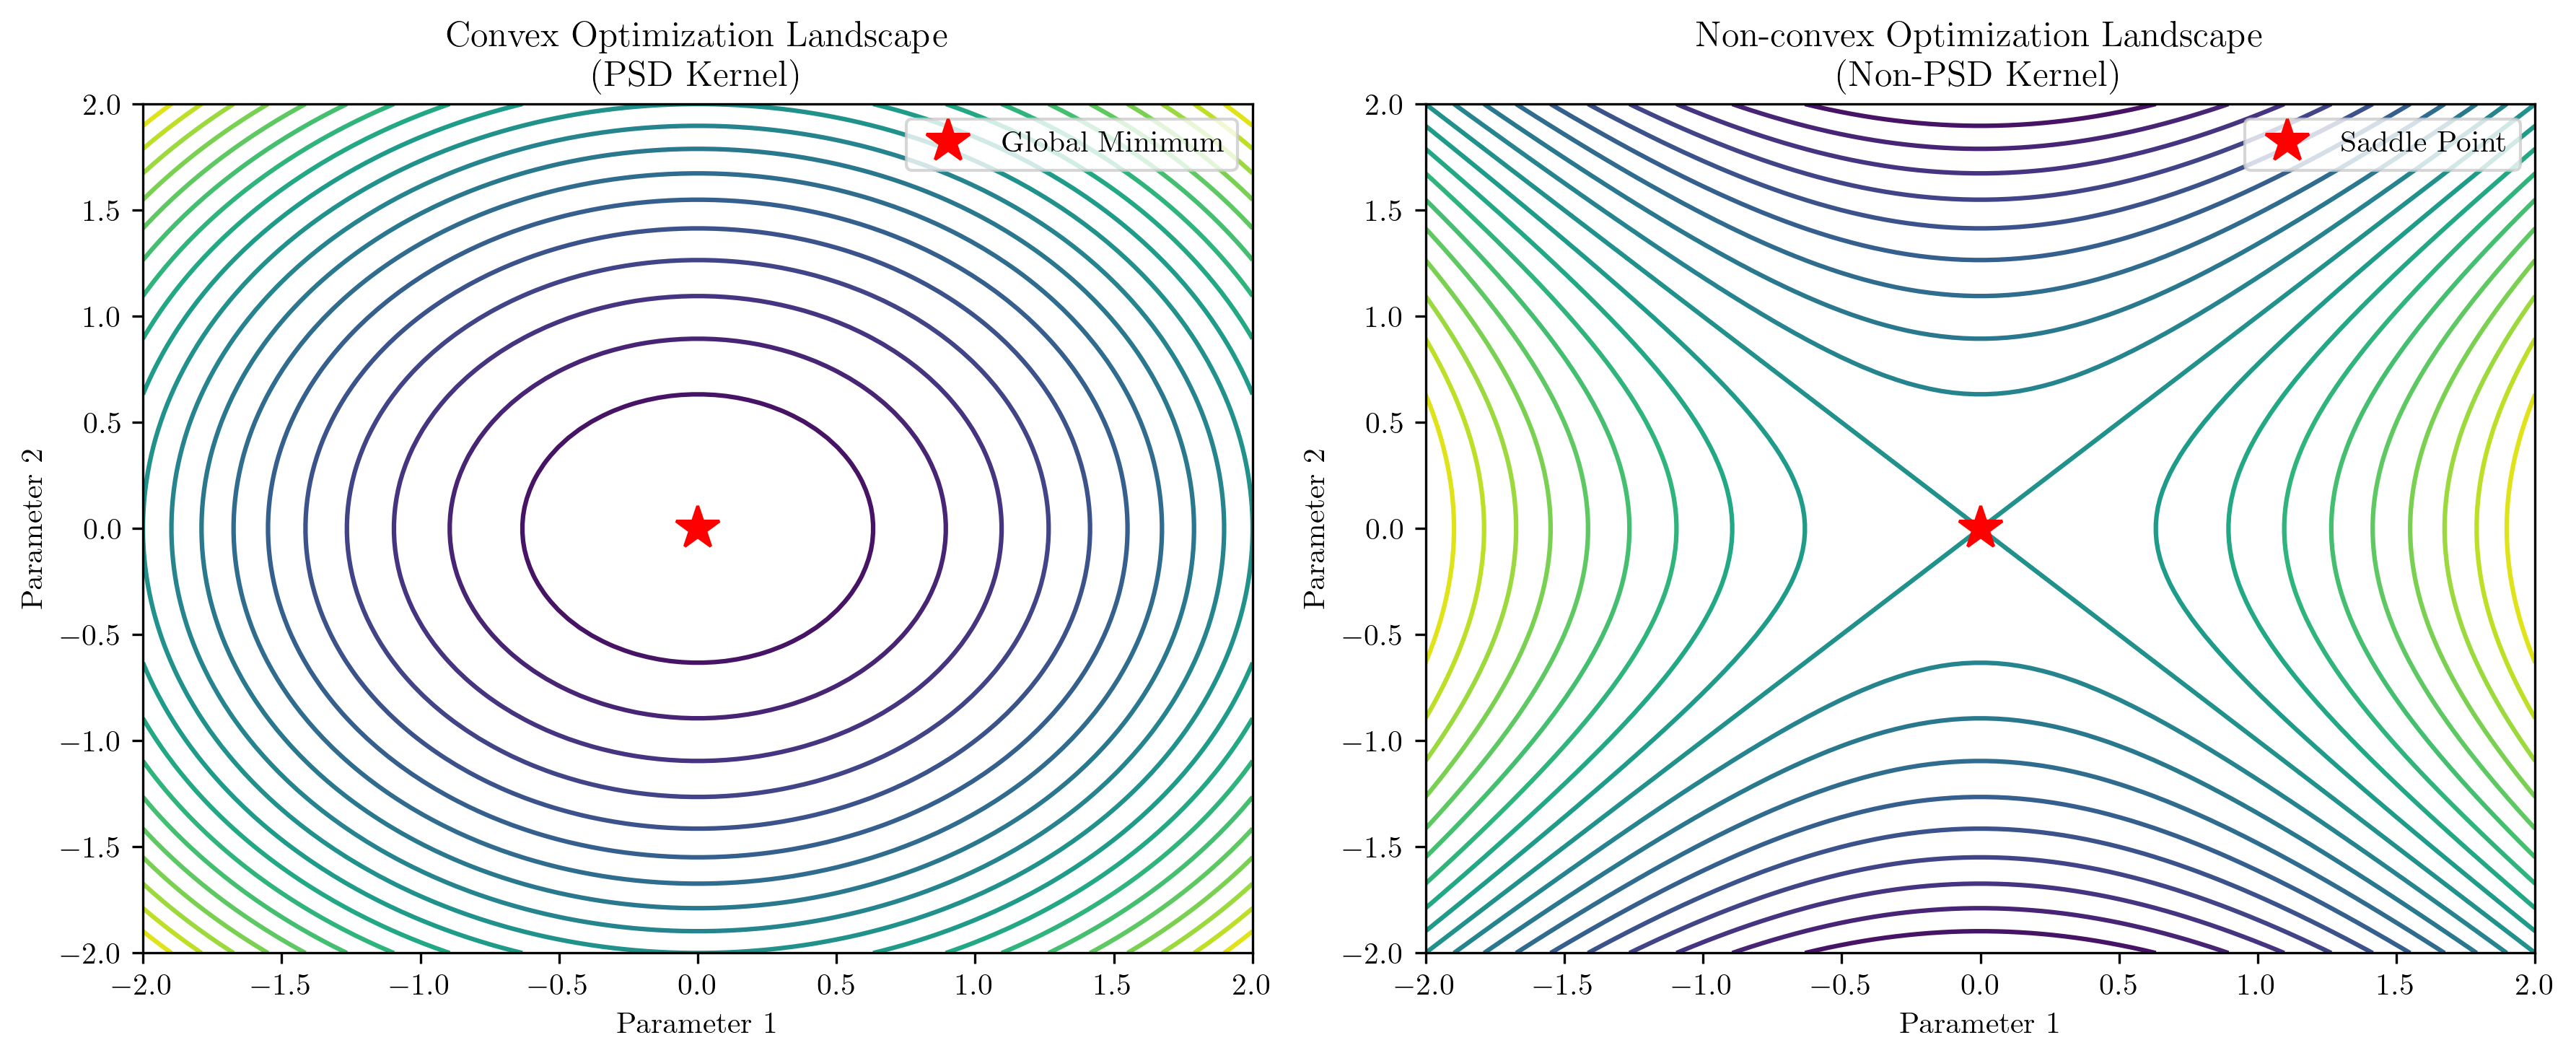 Convex Optimization Landscape
(PSD Kernel)
Global Minimum
2.0
1.5
1.0
0.5
0.0
−0.5
−1.0
−1.5
−2.0
Parameter 2
−2.0 −1.5 −1.0 −0.5 0.0 0.5 1.0 1.5 2.0
Parameter 1
Non-convex Optimization Landscape
(Non-PSD Kernel)
Saddle Point
2.0
1.5
1.0
0.5
0.0
−0.5
−1.0
−1.5
−2.0
Parameter 2
−2.0 −1.5 −1.0 −0.5 0.0 0.5 1.0 1.5 2.0
Parameter 1